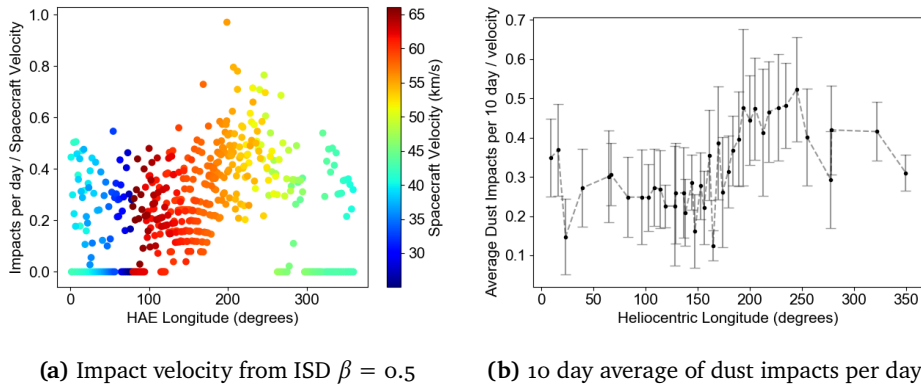 Impacts per day / Spacecraft Velocity
1.0
0.8
0.6
0.4
0.2
0.0
0 100 200 300
HAE Longitude (degrees)
65
60
55
50
45
40
35
30
Spacecraft Velocity (km/s)
Average Dust Impacts per 10 day / velocity
0.7
0.6
0.5
0.4
0.3
0.2
0.1
0 50 100 150 200 250 300 350
Heliocentric Longitude (degrees)
(a) Impact velocity from ISD β = 0.5
(b) 10 day average of dust impacts per day